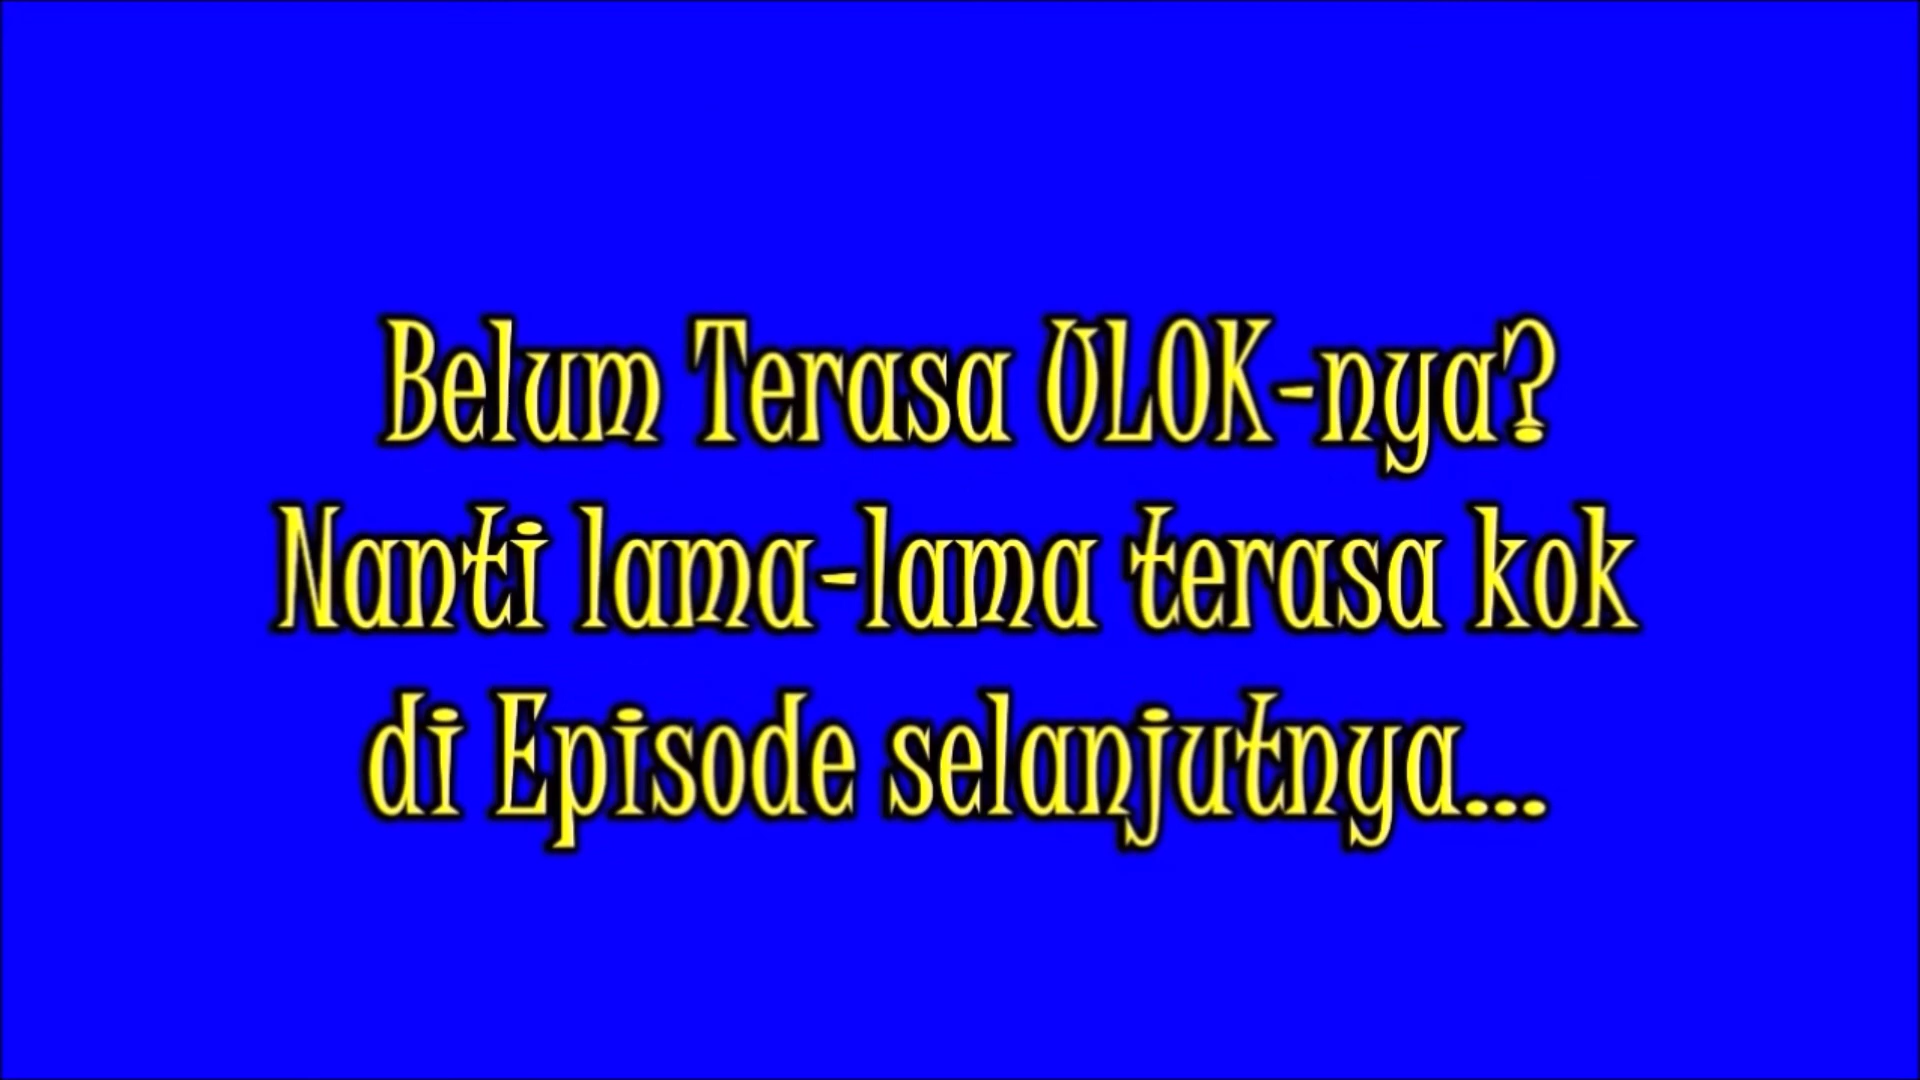 Belum Terasa ULOK-nya?
Nanti lama-lama terasa kok
di Episode selanjutnya...